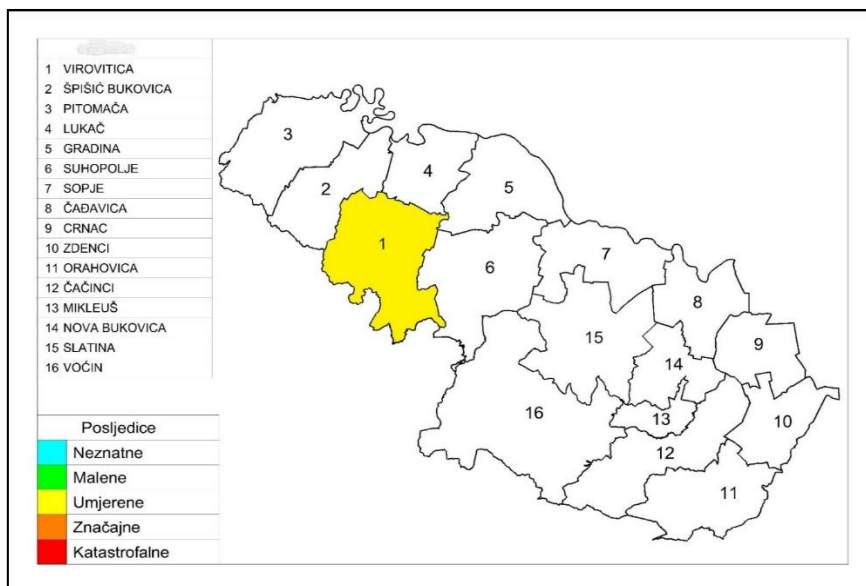 1 VIROVITICA
2 ŠPIŠIĆ BUKOVICA
3 PITOMAČA
4 LUKAČ
5 GRADINA
6 SUHOPOLJE
7 SOPJE
8 ČAĐAVICA
9 CRNAC
10 ZDENCI
11 ORAHOVICA
12 ČAČINCI
13 MIKLEUŠ
14 NOVA BUKOVICA
15 SLATINA
16 VOĆIN
Posljedice
Neznatne
Malene
Umjerene
Značajne
Katastrofalne
3
4
2
5
1
6
7
8
15
9
14
16
13
10
12
11